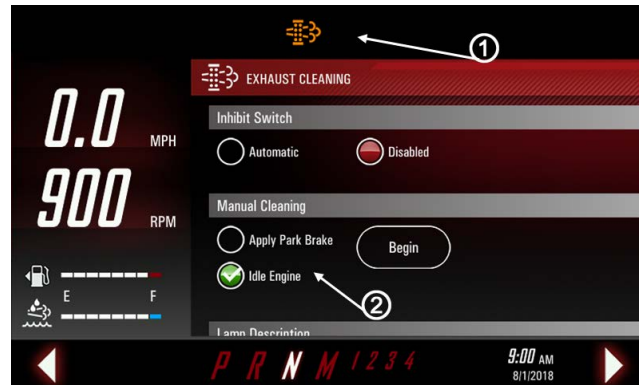 1
EXHAUST CLEANING
Inhibit Switch
Automatic Disabled
0.0 MPH
Manual Cleaning
900 RPM
Apply Park Brake Begin
Idle Engine
E F
2
Lamp Description
P R N M 1 2 3 4
9:00 AM
8/1/2018